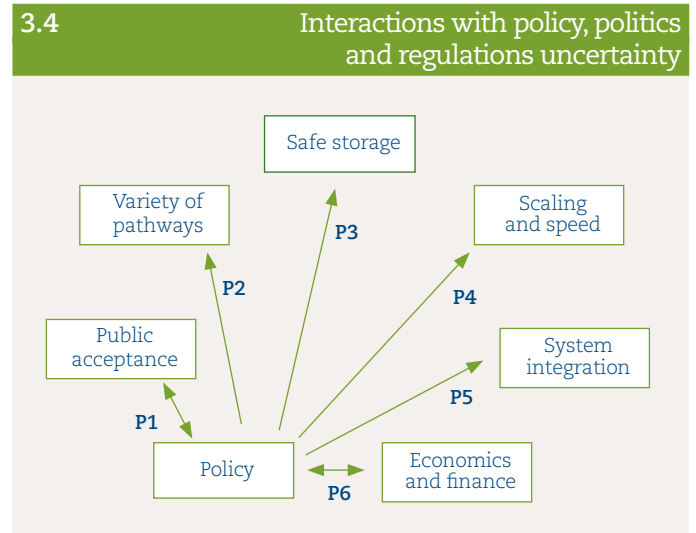 3.4
Interactions with policy, politics
and regulations uncertainty
Safe storage
Variety of
pathways
Scaling
and speed
P3
P2
P4
Public
acceptance
System
integration
P5
P1
Policy
Economics
and finance
P6